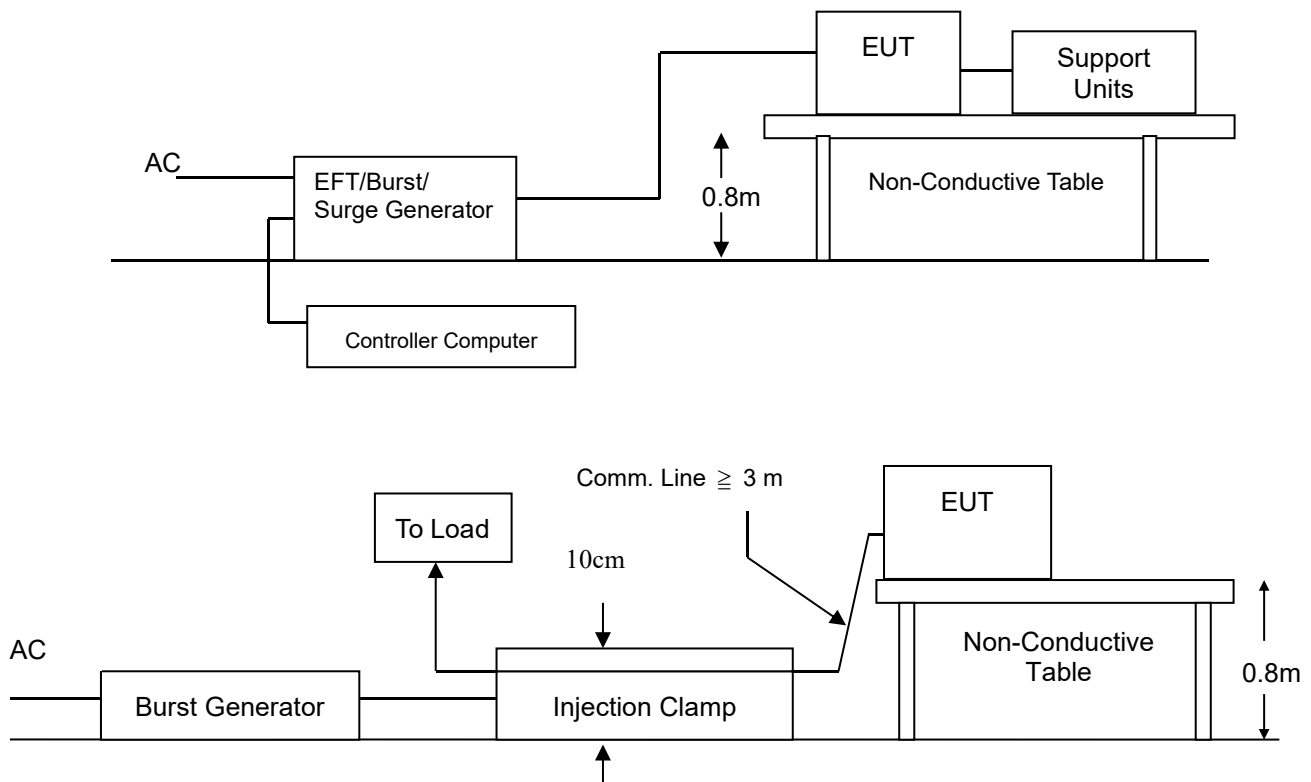 EUT
Support
Units
AC
EFT/Burst/
Surge Generator
0.8m
Non-Conductive Table
Controller Computer
Comm. Line ≧ 3 m
EUT
To Load
10cm
AC
Non-Conductive
Table
0.8m
Burst Generator
Injection Clamp